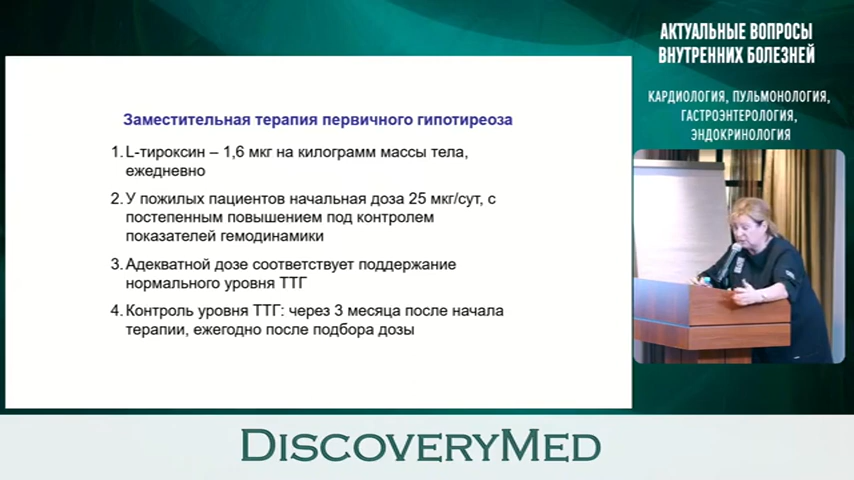 АКТУАЛЬНЫЕ ВОПРОСЫ
ВНУТРЕННИХ БОЛЕЗНЕЙ
КАРДИОЛОГИЯ, ПУЛЬМОНОЛОГИЯ,
ГАСТРОЭНТЕРОЛОГИЯ,
ЭНДОКРИНОЛОГИЯ
Заместительная терапия первичного гипотиреоза
1. L-тироксин – 1,6 мкг на килограмм массы тела,
ежедневно
2. У пожилых пациентов начальная доза 25 мкг/сут, с
постепенным повышением под контролем
показателей гемодинамики
3. Адекватной дозе соответствует поддержание
нормального уровня ТТГ
4. Контроль уровня ТТГ: через 3 месяца после начала
терапии, ежегодно после подбора дозы
DISCOVERYMED